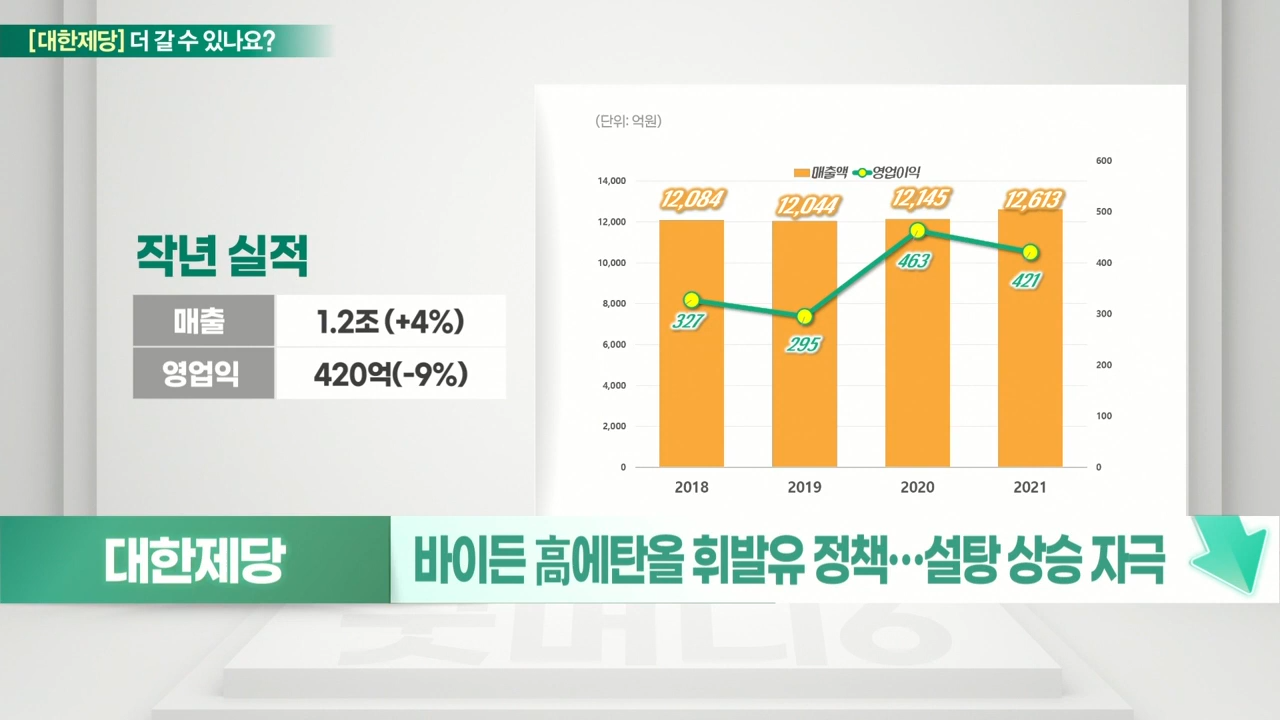 [대한제당] 더 갈 수 있나요?
(단위: 억원)
매출액 영업이익
작년 실적
매출 1.2조 (+4%)
영업익 420억(-9%)
14,000
12,000
10,000
8,000
6,000
4,000
2,000
0
600
500
400
300
200
100
0
12,084 12,044 12,145 12,613
327 295 463 421
2018 2019 2020 2021
대한제당 바이든 高에탄올 휘발유 정책…설탕 상승 자극